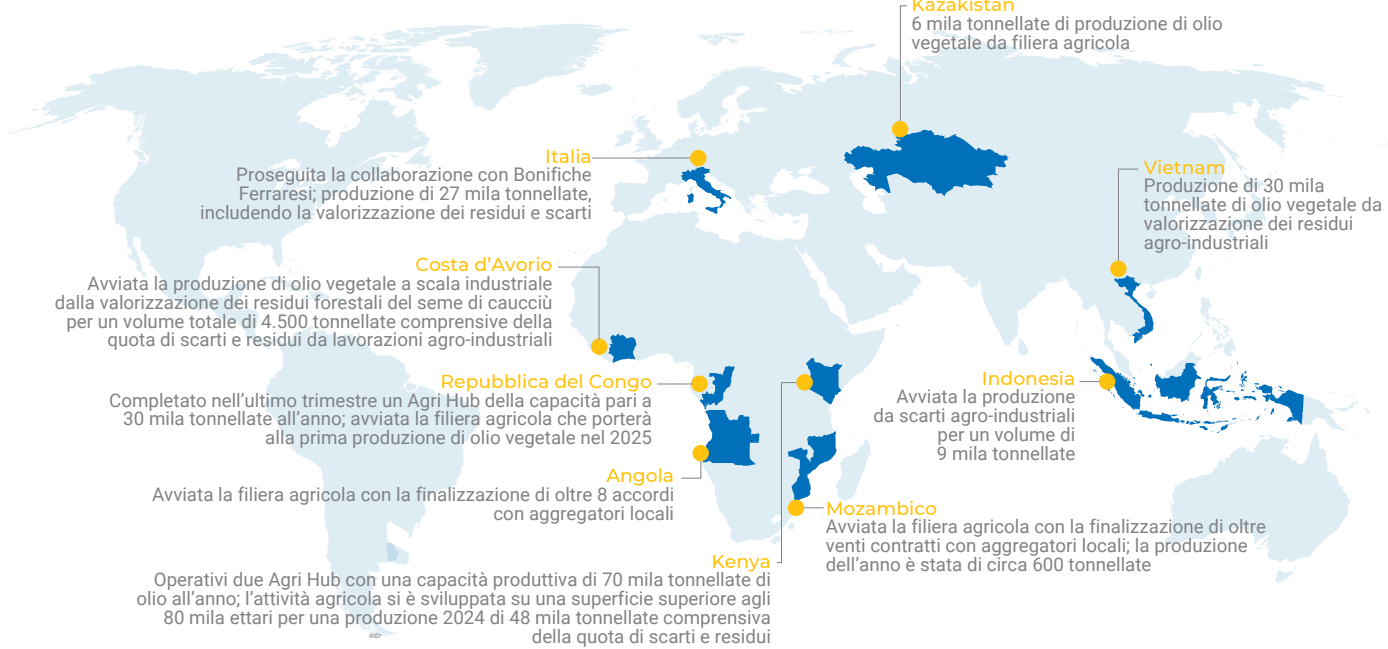 Kazakistan
6 mila tonnellate di produzione di olio
vegetale da filiera agricola
Italia
Proseguita la collaborazione con Bonifiche
Ferraresi; produzione di 27 mila tonnellate,
includendo la valorizzazione dei residui e scarti
Vietnam
Produzione di 30 mila
tonnellate di olio vegetale da
valorizzazione dei residui
agro-industriali
Costa d'Avorio
Avviata la produzione di olio vegetale a scala industriale
dalla valorizzazione dei residui forestali del seme di caucciù
per un volume totale di 4.500 tonnellate comprensive della
quota di scarti e residui da lavorazioni agro-industriali
Repubblica del Congo
Completato nell'ultimo trimestre un Agri Hub della capacità pari a
30 mila tonnellate all'anno; avviata la filiera agricola che porterà
alla prima produzione di olio vegetale nel 2025
Indonesia
Avviata la produzione
da scarti agro-industriali
per un volume di
9 mila tonnellate
Angola
Avviata la filiera agricola con la finalizzazione di oltre 8 accordi
con aggregatori locali
Mozambico
Avviata la filiera agricola con la finalizzazione di oltre
venti contratti con aggregatori locali; la produzione
dell'anno è stata di circa 600 tonnellate
Kenya
Operativi due Agri Hub con una capacità produttiva di 70 mila tonnellate di
olio all'anno; l'attività agricola si è sviluppata su una superficie superiore agli
80 mila ettari per una produzione 2024 di 48 mila tonnellate comprensiva
della quota di scarti e residui